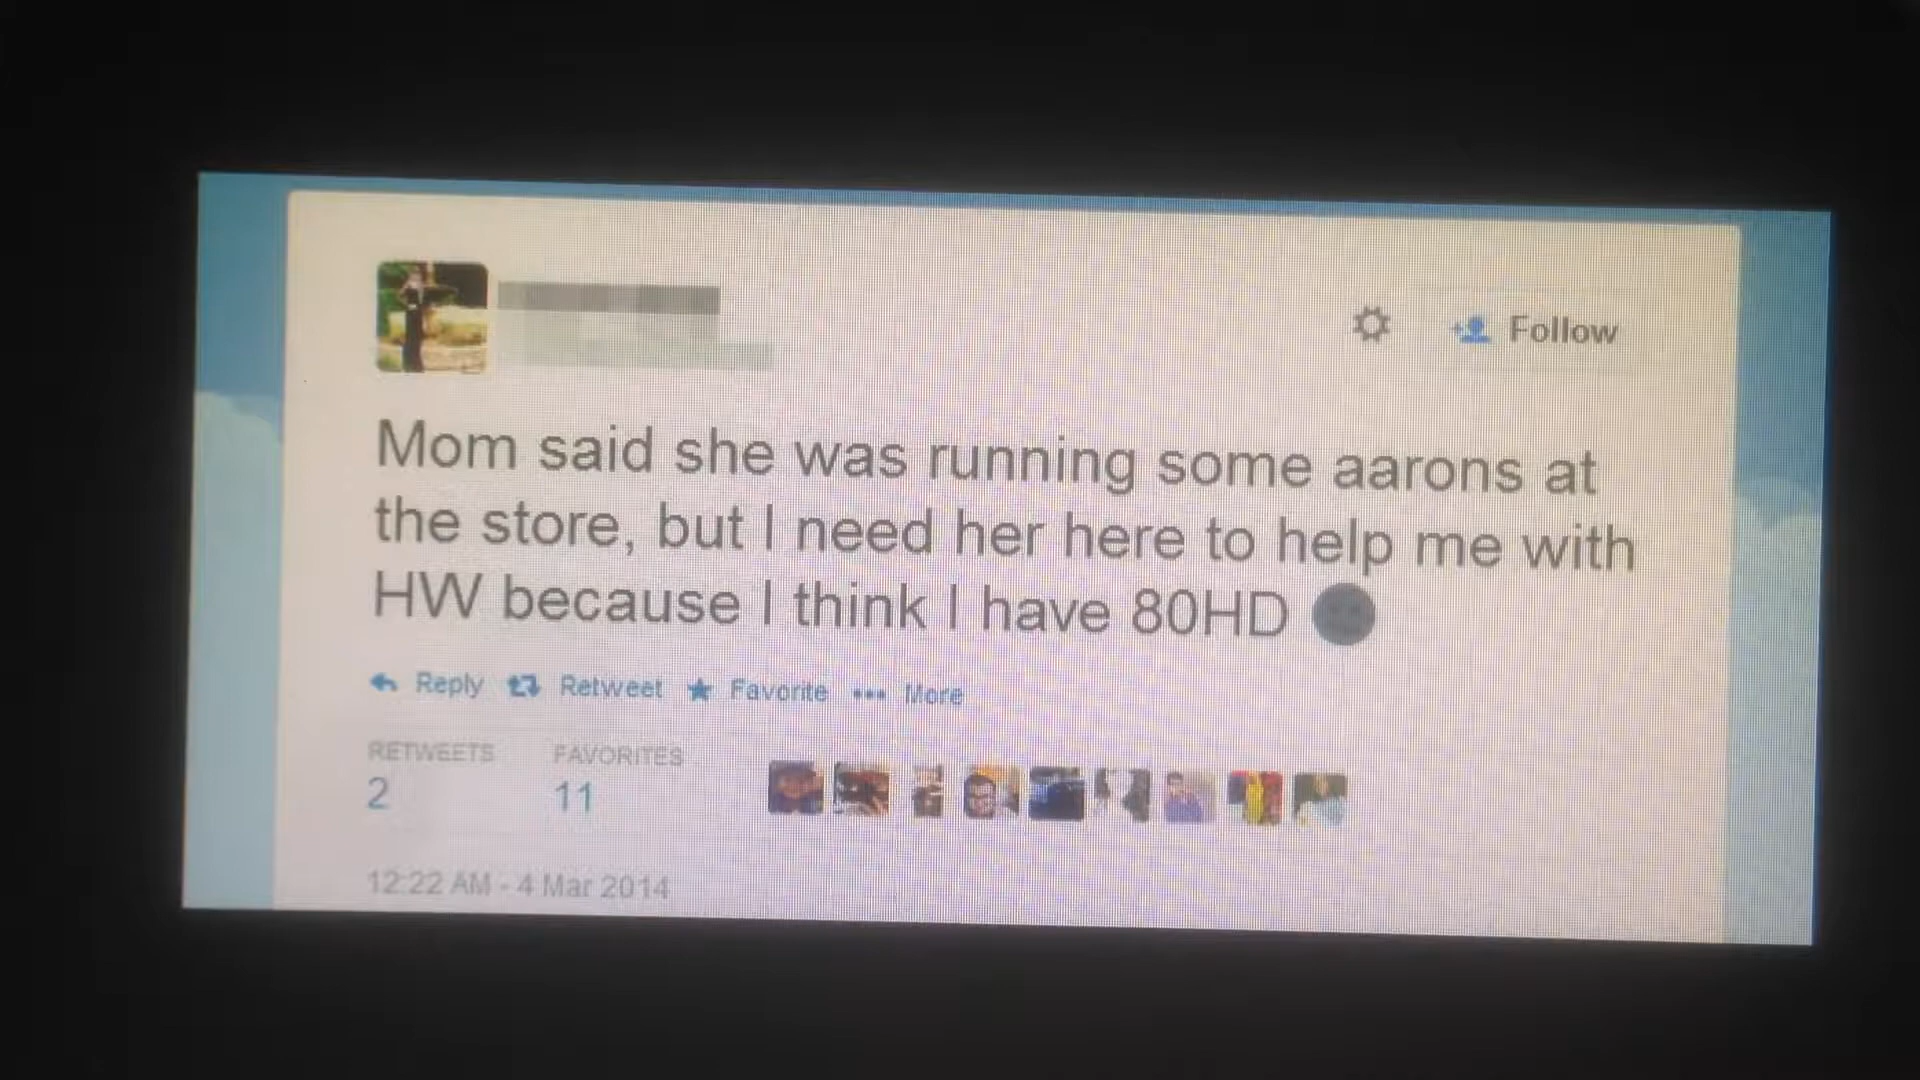 Follow
Mom said she was running some aarons at
the store, but I need her here to help me with
HW because I think I have 80HD
Reply Retweet Favorite More
RETWEETS FAVORITES
2 11
12:22 AM - 4 Mar 2014